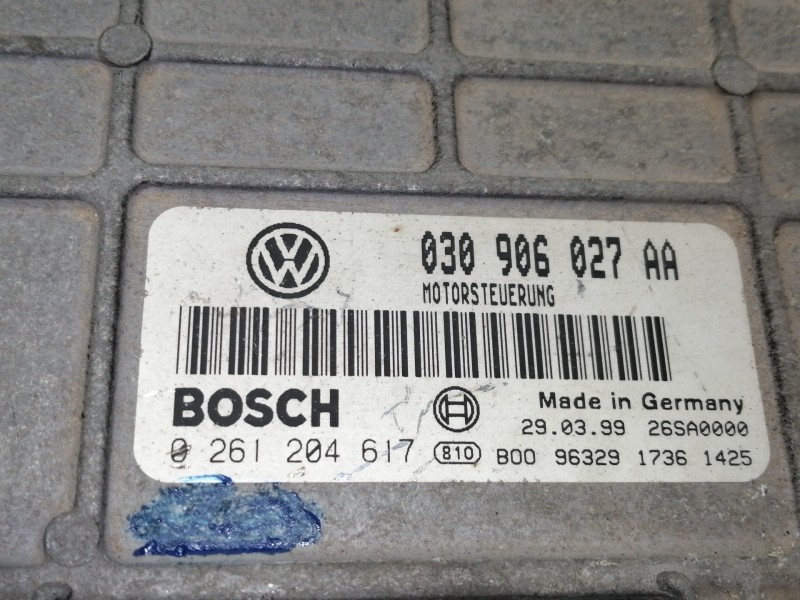 030 906 027 AA
MOTORSTEUERUNG
BOSCH
Made in Germany
29.03.99 26SA0000
0 261 204 617 810 B00 96329 1736 1425